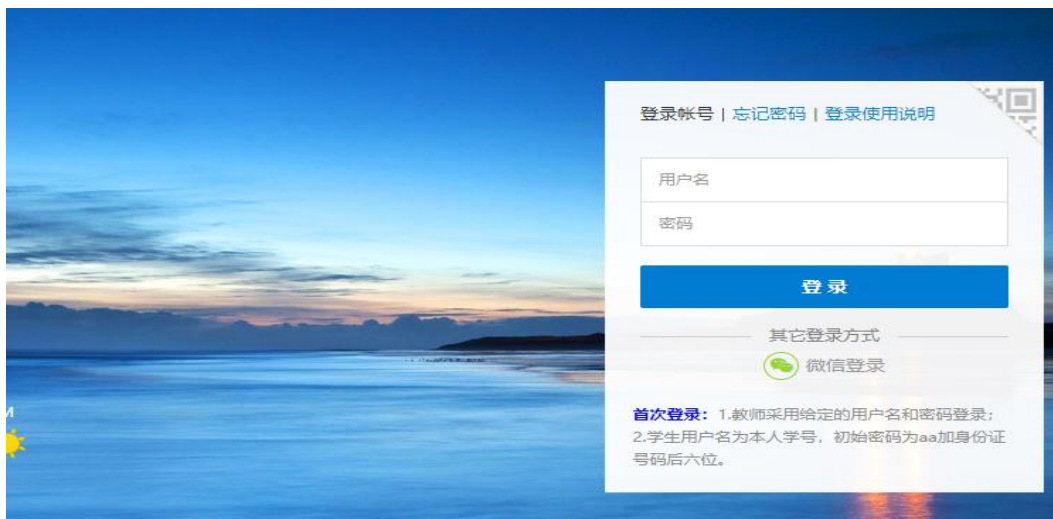 登录帐号 | 忘记密码 | 登录使用说明
用户名
密码
登 录
其它登录方式
微信登录
M
首次登录：1.教师采用给定的用户名和密码登录；
2.学生用户名为本人学号，初始密码为aa加身份证
号码后六位。